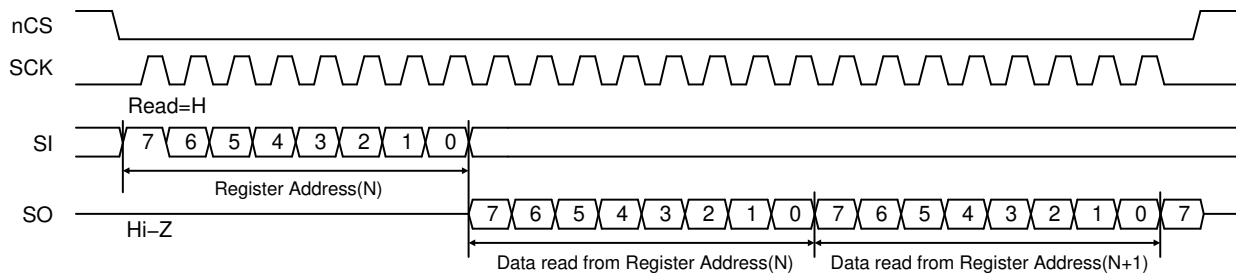 nCS
SCK
Read=H
SI 7 6 5 4 3 2 1 0
Register Address(N)
SO 7 6 5 4 3 2 1 0 7 6 5 4 3 2 1 0 7
Hi−Z
Data read from Register Address(N) Data read from Register Address(N+1)